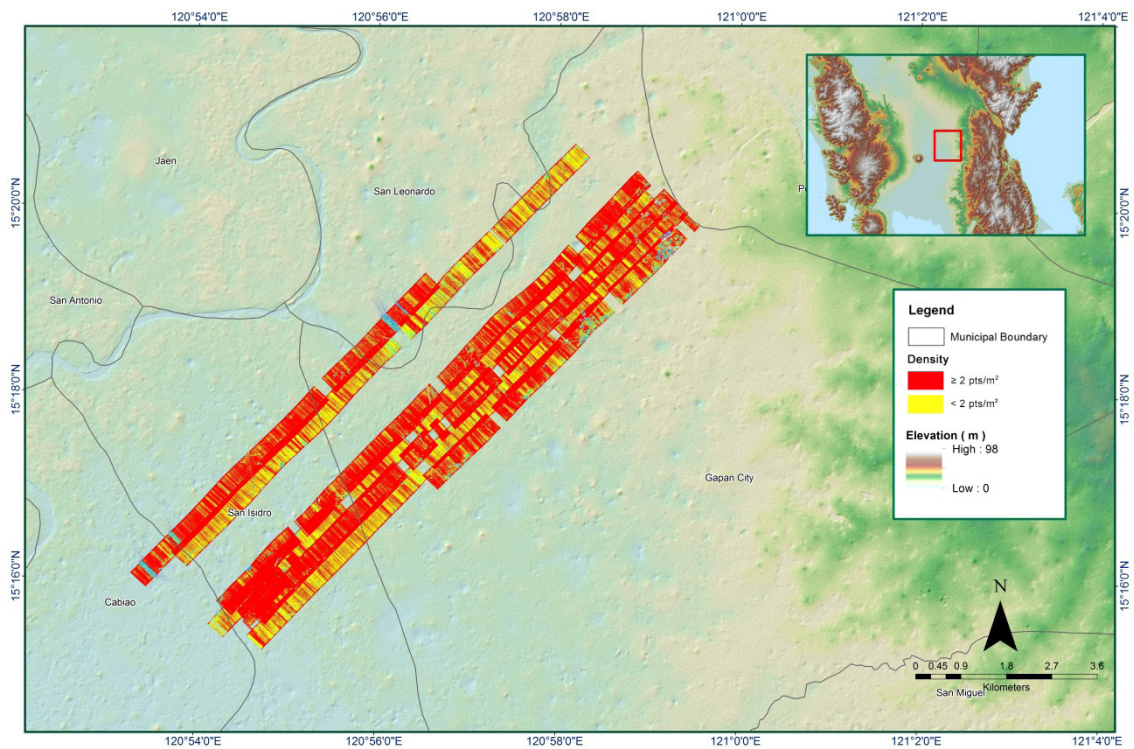 120°54'0"E 120°56'0"E 120°58'0"E 121°0'0"E 121°2'0"E 121°4'0"E
Jaen
San Leonardo
15°20'0"N
15°20'0"N
San Antonio
Legend
Municipal Boundary
Density
≥ 2 pts/m²
< 2 pts/m²
Elevation ( m )
High : 98
Low : 0
15°18'0"N
15°18'0"N
Gapan City
San Isidro
15°16'0"N
15°16'0"N
Cabiao
N
0 0.45 0.9 1.8 2.7 3.6
Kilometers
San Miguel
120°54'0"E 120°56'0"E 120°58'0"E 121°0'0"E 121°2'0"E 121°4'0"E